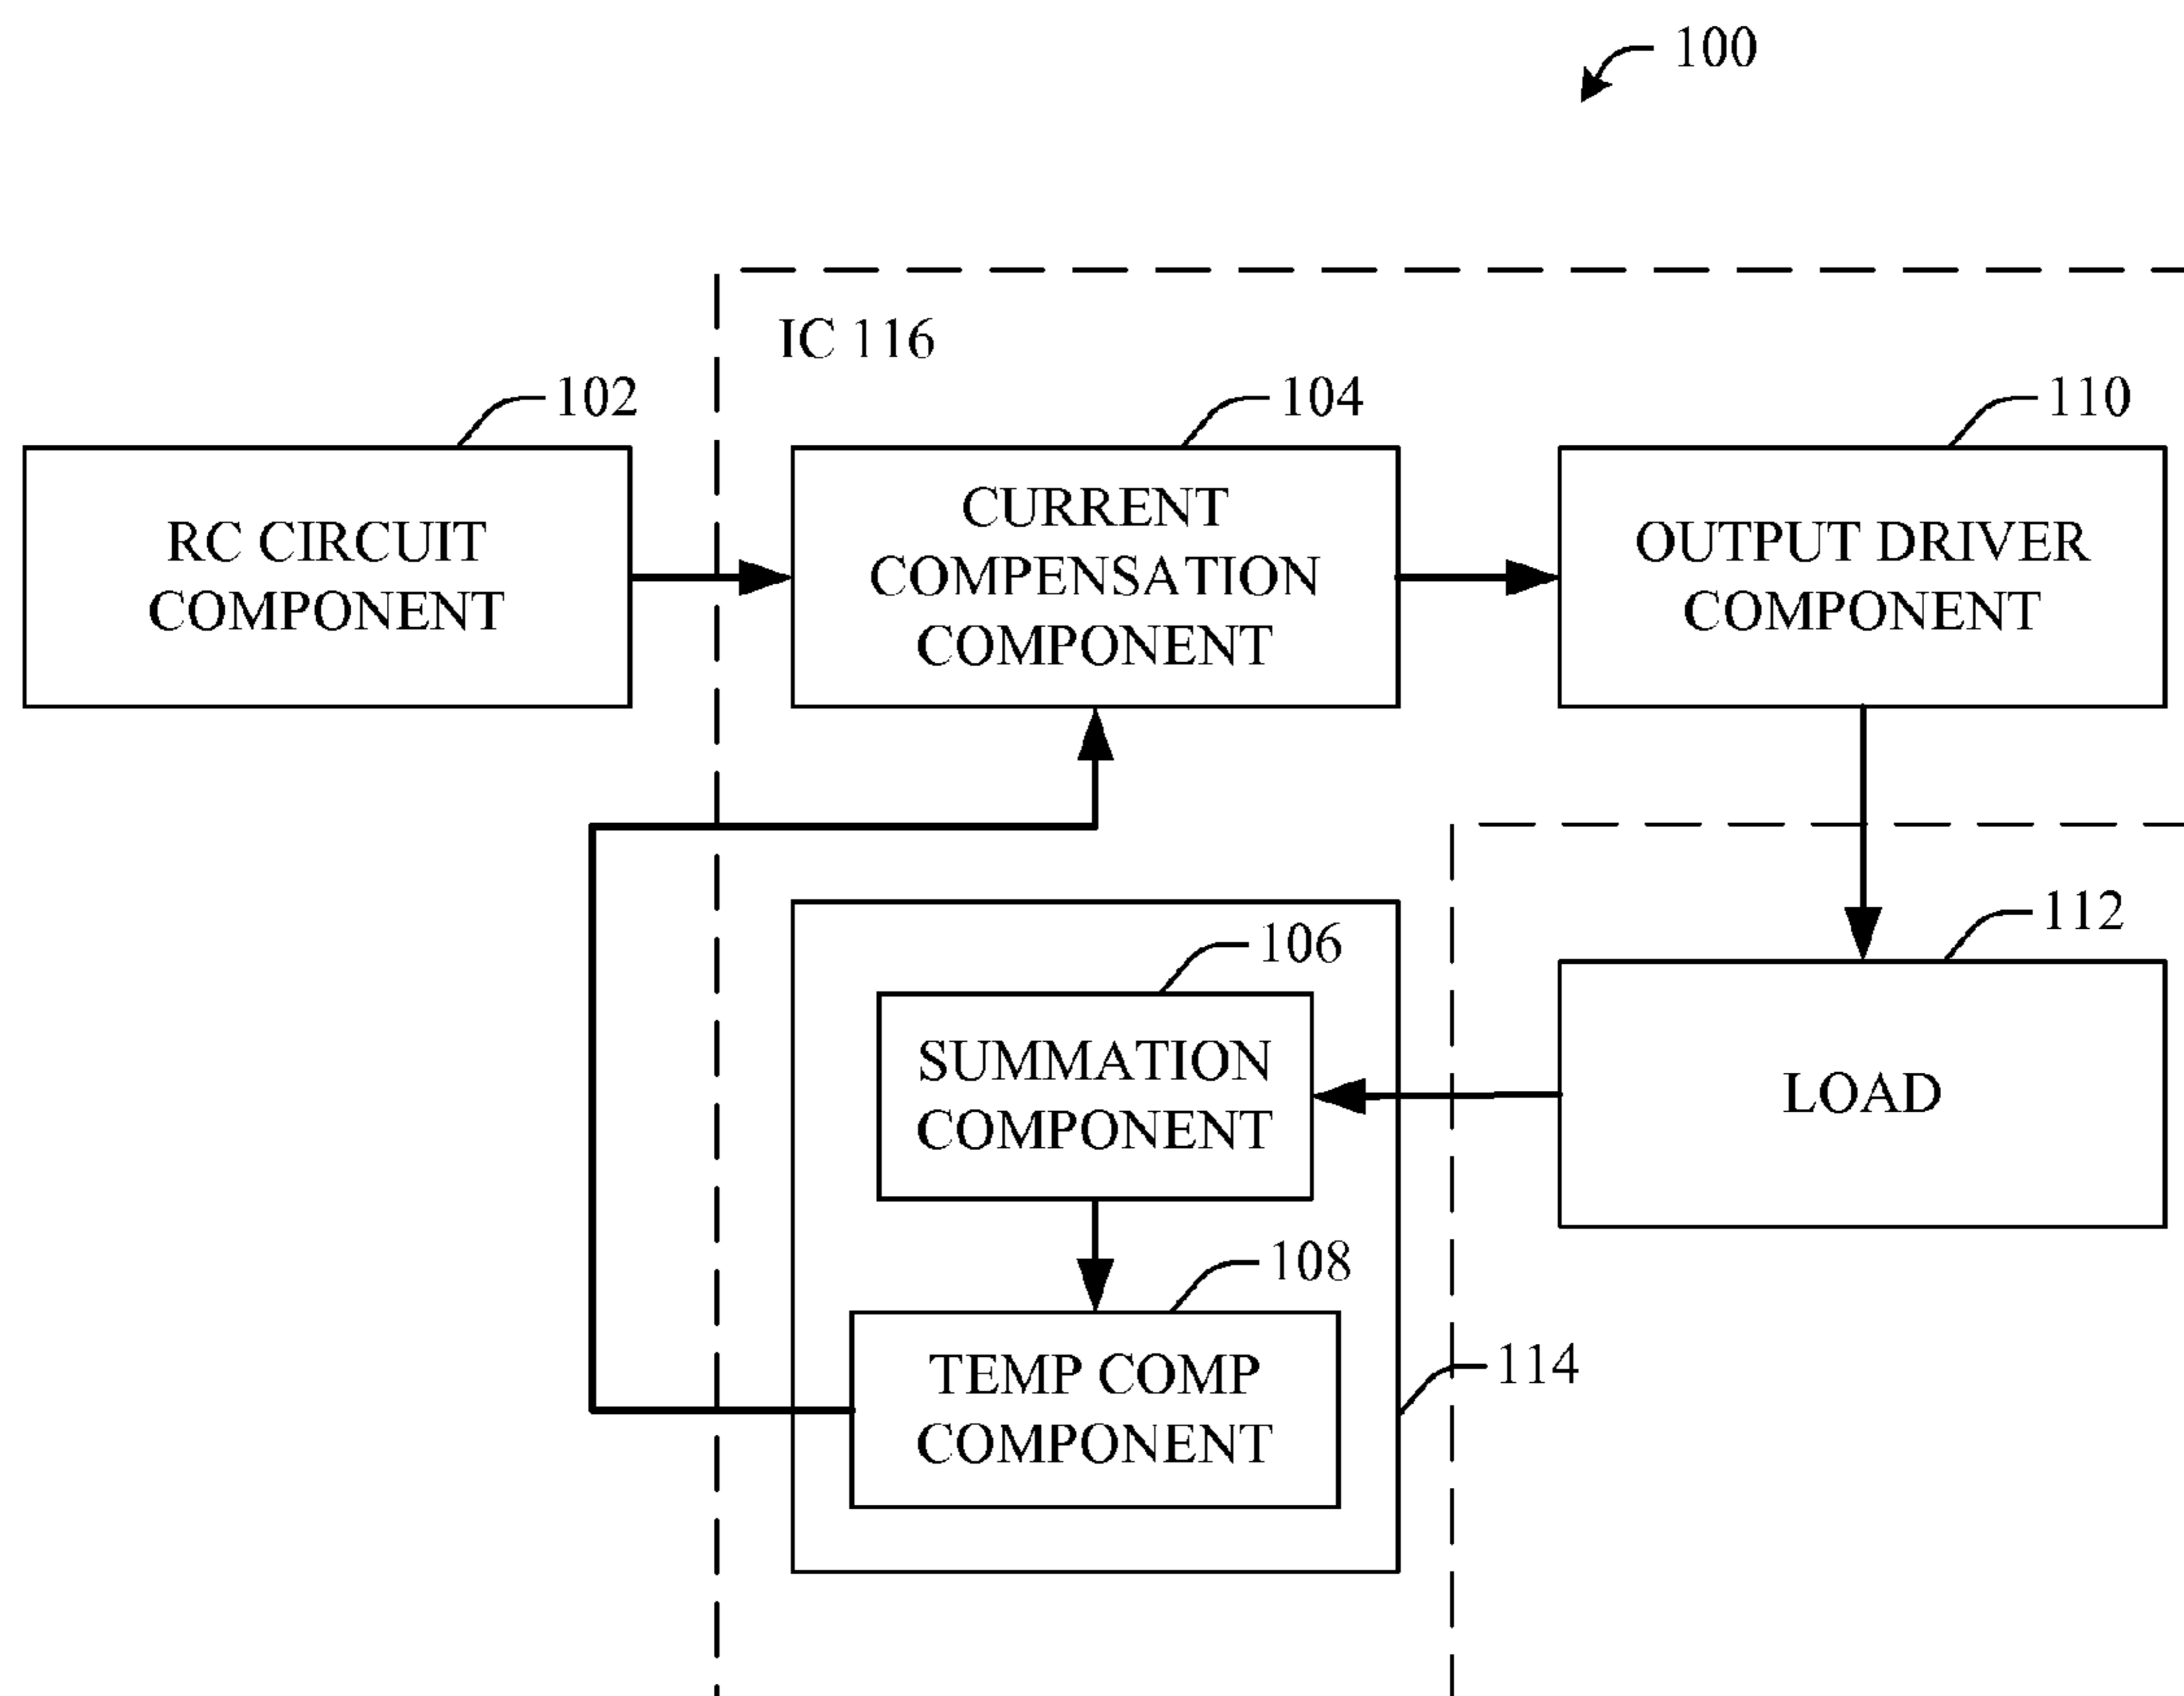 100
IC 116
102
104
110
RC CIRCUIT
COMPONENT
CURRENT
COMPENSATION
COMPONENT
OUTPUT DRIVER
COMPONENT
112
106
SUMMATION
COMPONENT
LOAD
108
TEMP COMP
COMPONENT
114